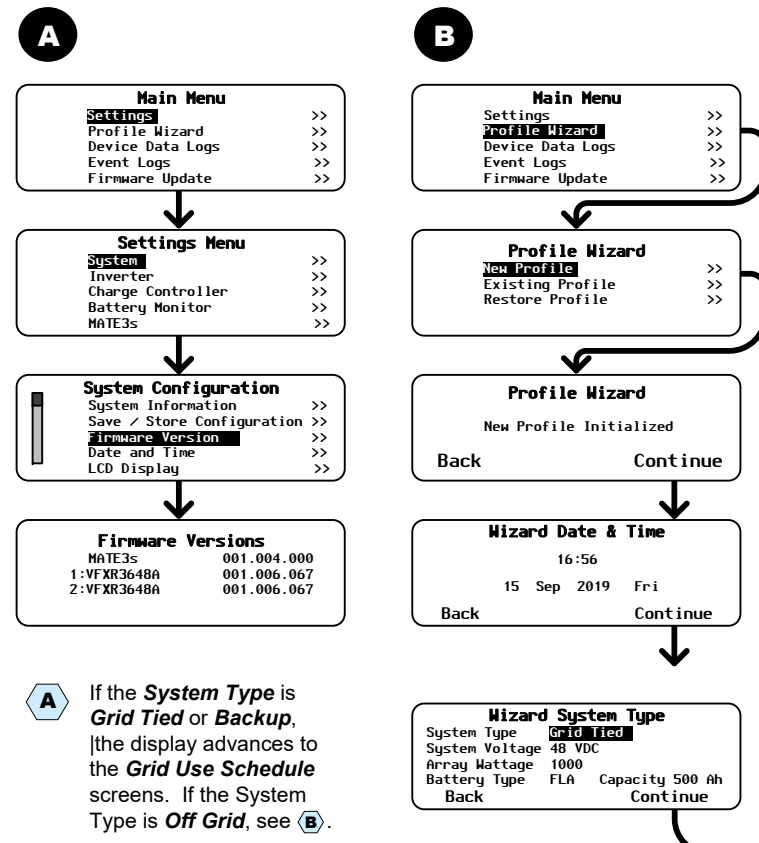 A
Main Menu
Settings >>
Profile Wizard >>
Device Data Logs >>
Event Logs >>
Firmware Update >>
Settings Menu
System >>
Inverter >>
Charge Controller >>
Battery Monitor >>
MATE3s >>
System Configuration
System Information >>
Save / Store Configuration >>
Firmware Version >>
Date and Time >>
LCD Display >>
Firmware Versions
MATE3s 001.004.000
1:VFXR3648A 001.006.067
2:VFXR3648A 001.006.067
A
If the System Type is
Grid Tied or Backup,
|the display advances to
the Grid Use Schedule
screens. If the System
Type is Off Grid, see B.
B
Main Menu
Settings >>
Profile Wizard >>
Device Data Logs >>
Event Logs >>
Firmware Update >>
Profile Wizard
New Profile >>
Existing Profile >>
Restore Profile >>
Profile Wizard
New Profile Initialized
Back Continue
Wizard Date & Time
16:56
15 Sep 2019 Fri
Back Continue
Wizard System Type
System Type Grid Tied
System Voltage 48 VDC
Array Wattage 1000
Battery Type FLA Capacity 500 Ah
Back Continue